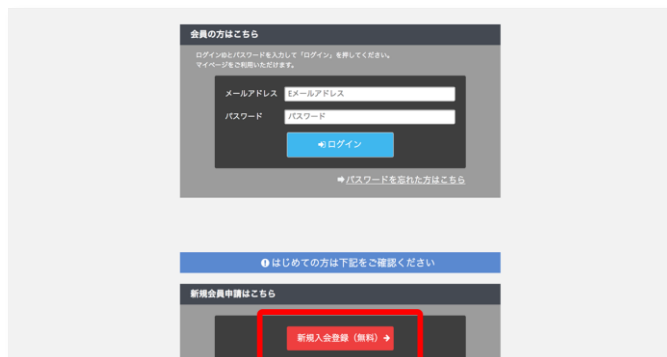 会員の方はこちら
ログインIDとパスワードを入力して「ログイン」を押してください。
マイページをご利用いただけます。
メールアドレス Eメールアドレス
パスワード パスワード
ログイン
パスワードを忘れた方はこちら
はじめての方は下記をご確認ください
新規会員申請はこちら
新規入会登録（無料）